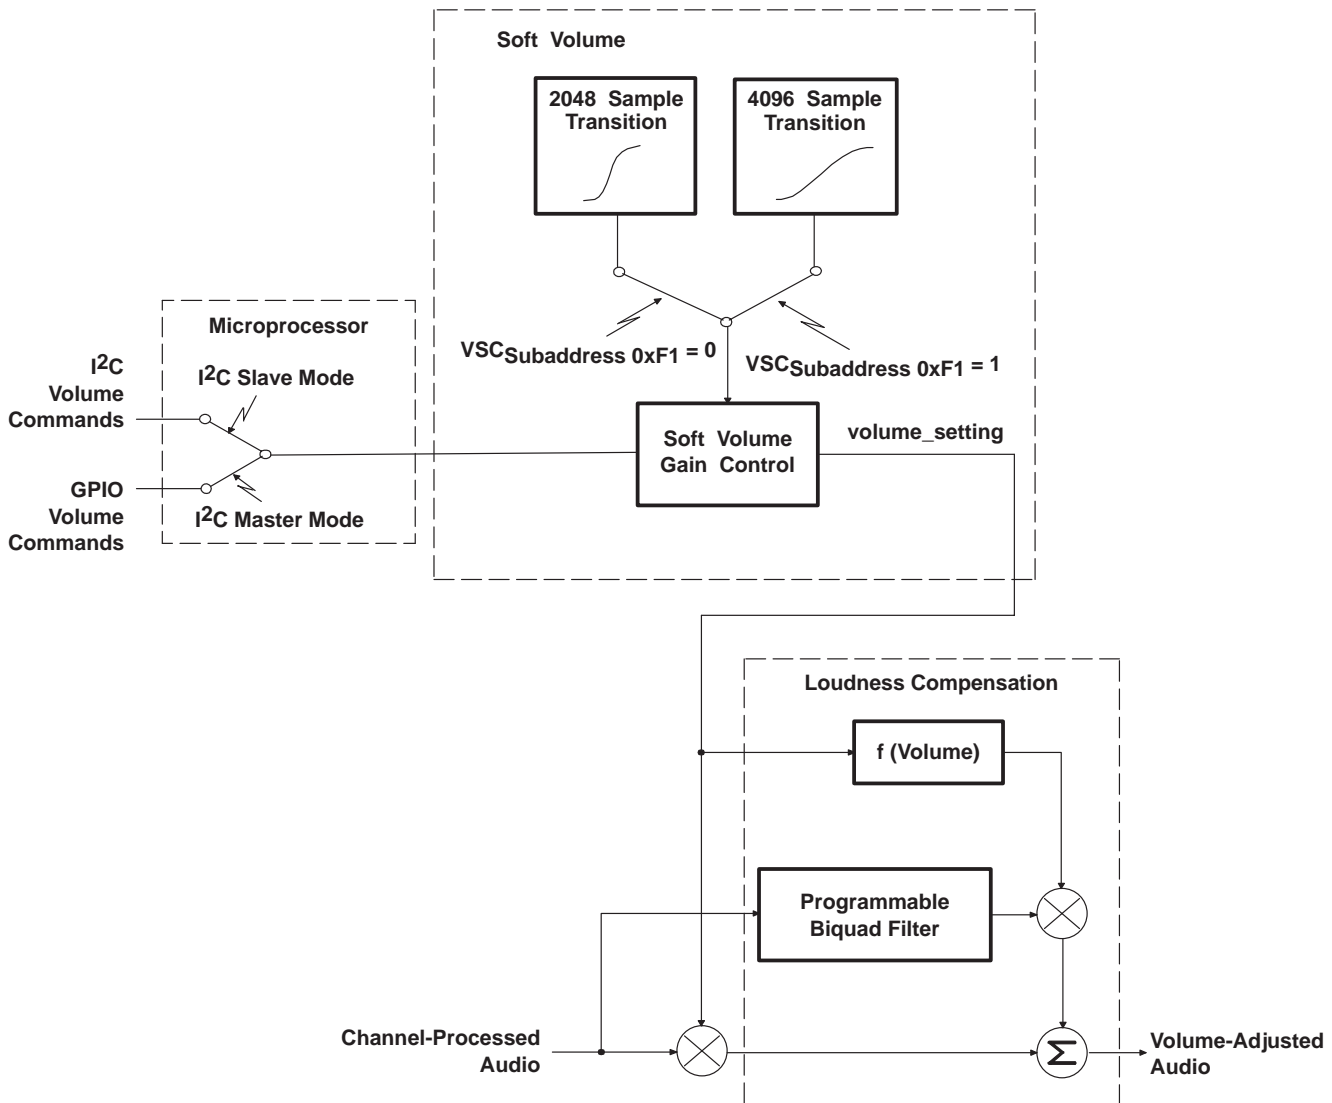 Soft Volume
2048 Sample
Transition
4096 Sample
Transition
VSCSubaddress 0xF1 = 0
VSCSubaddress 0xF1 = 1
Microprocessor
I2C
Volume
Commands
I2C Slave Mode
GPIO
Volume
Commands
I2C Master Mode
Soft Volume
Gain Control
volume_setting
Loudness Compensation
f (Volume)
Programmable
Biquad Filter
Channel-Processed
Audio
Σ
Volume-Adjusted
Audio